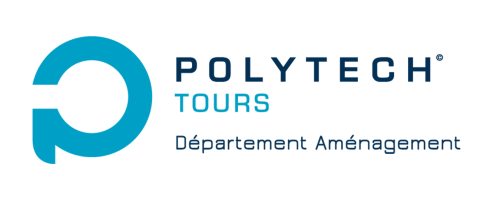 POLYTECH©
TOURS
Département Aménagement